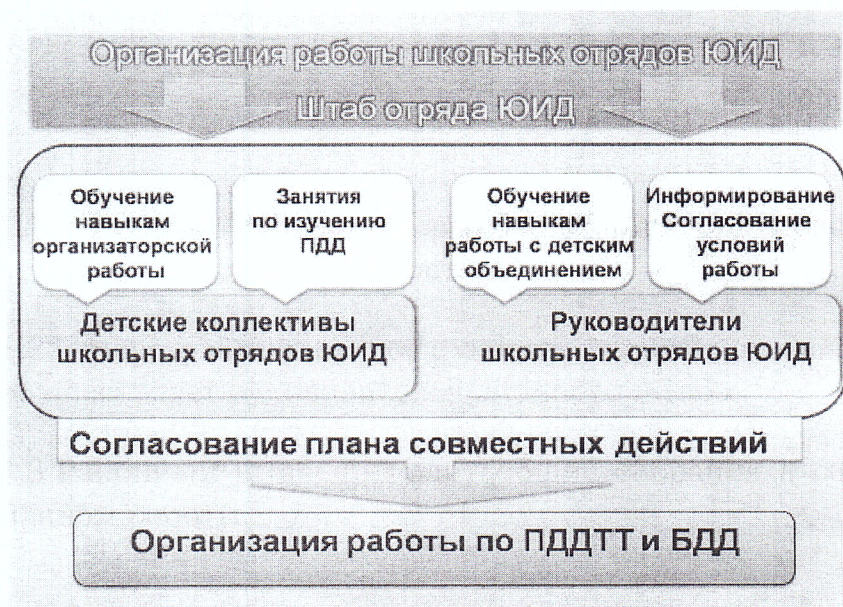 Организация работы школьных отрядов ЮИД
Штаб отряда ЮИД
Обучение
навыкам
организаторской
работы
Занятия
по изучению
ПДД
Обучение
навыкам
работы с детским
объединением
Информирование
Согласование
условий
работы
Детские коллективы
школьных отрядов ЮИД
Руководители
школьных отрядов ЮИД
Согласование плана совместных действий
Организация работы по ПДДТТ и БДД